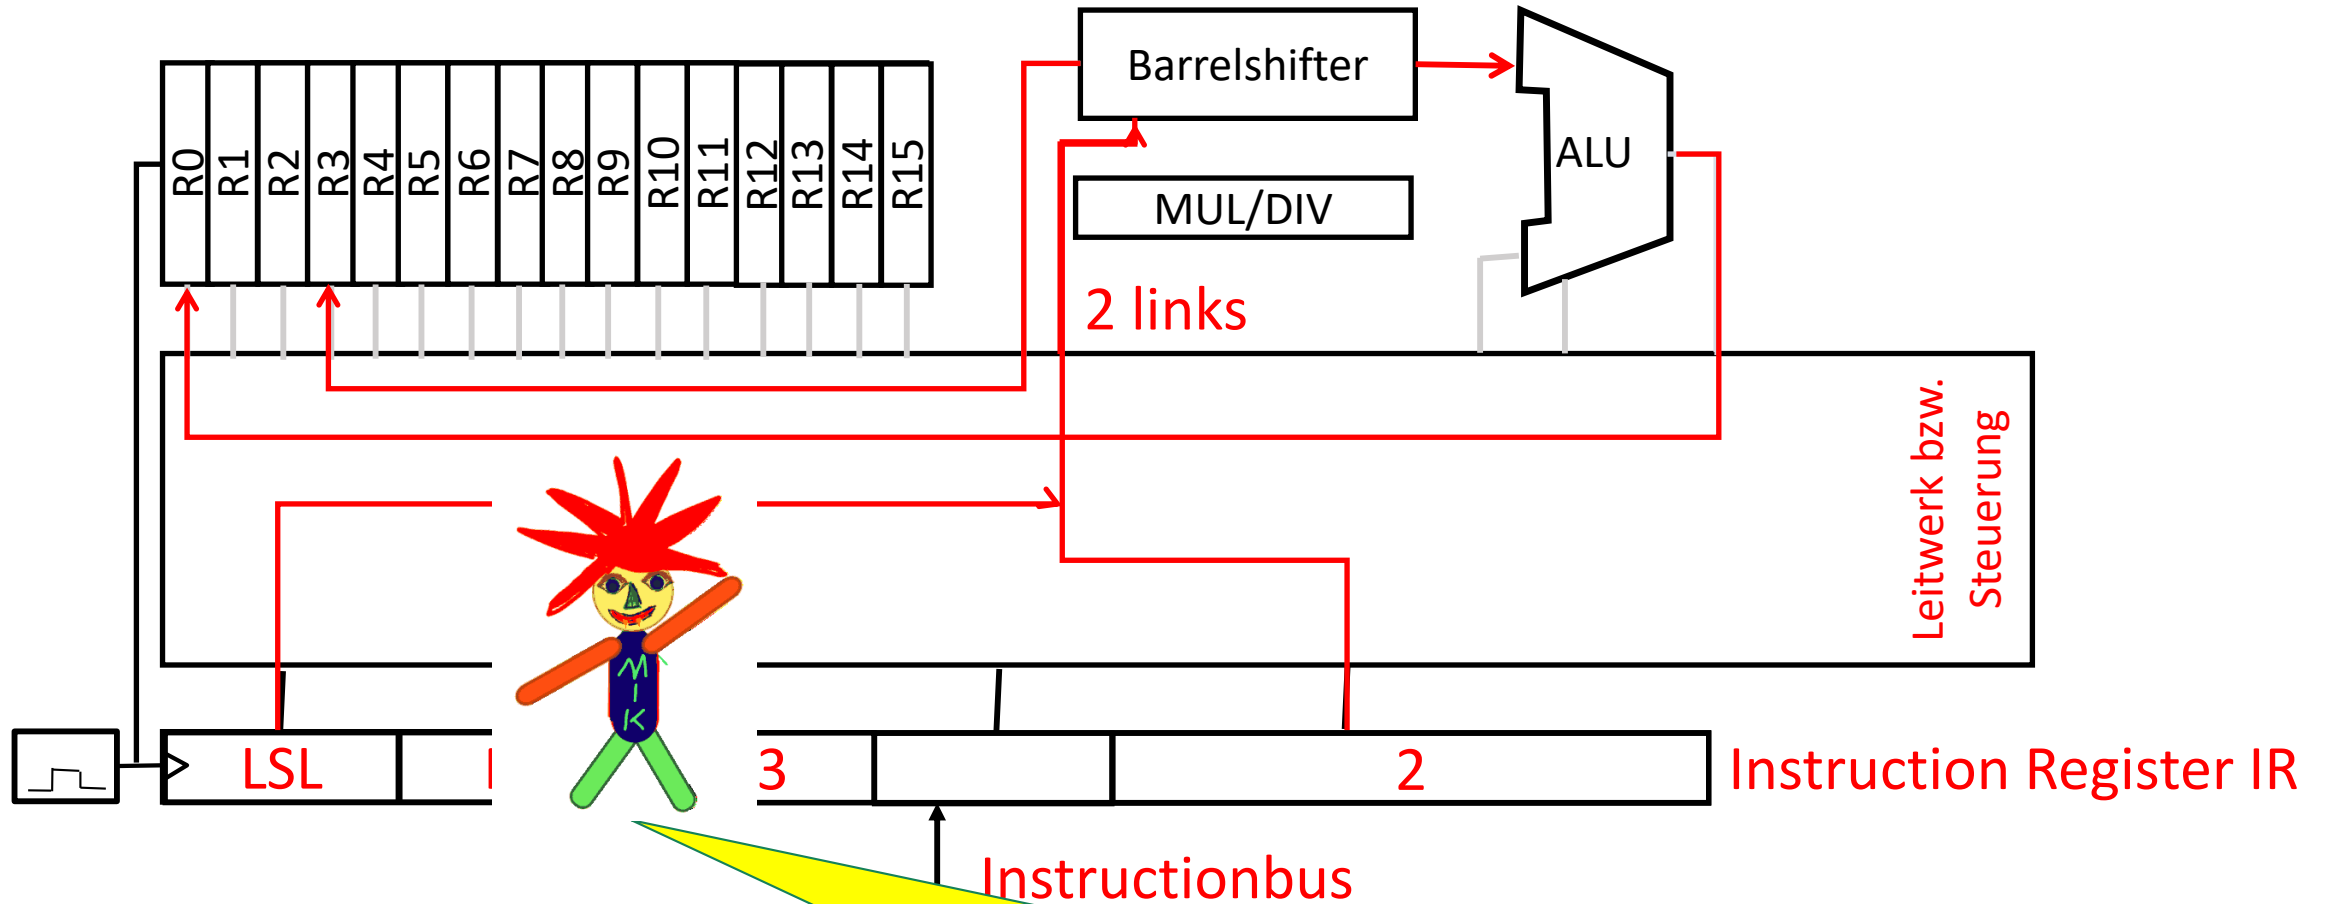 Barrelshifter
ALU
MUL/DIV
R0
R1
R2
R3
R4
R5
R6
R7
R8
R9
R10
R11
R12
R13
R14
R15
2 links
Leitwerk bzw.
Steuerung
MIK
LSL
3
2
Instruction Register IR
Instructionbus